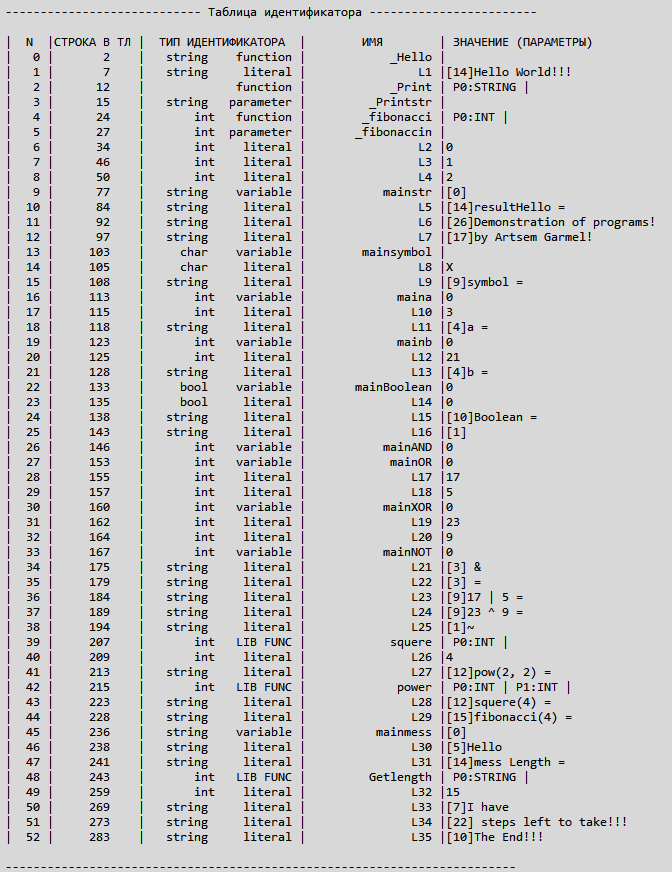 ---------------------------- Таблица идентификатора ------------------------
| N |СТРОКА В ТЛ | ТИП ИДЕНТИФИКАТОРА | ИМЯ | ЗНАЧЕНИЕ (ПАРАМЕТРЫ)
| 0 | 2 | string function | _Hello |
| 1 | 7 | string literal | L1 |[14]Hello World!!!
| 2 | 12 | function | _Print | P0:STRING |
| 3 | 15 | string parameter | _Printstr |
| 4 | 24 | int function | _fibonacci | P0:INT |
| 5 | 27 | int parameter | _fibonaccin |
| 6 | 34 | int literal | L2 |0
| 7 | 46 | int literal | L3 |1
| 8 | 50 | int literal | L4 |2
| 9 | 77 | string variable | mainstr |[0]
| 10 | 84 | string literal | L5 |[14]resultHello =
| 11 | 92 | string literal | L6 |[26]Demonstration of programs!
| 12 | 97 | string literal | L7 |[17]by Artsem Garmel!
| 13 | 103 | char variable | mainsymbol |
| 14 | 105 | char literal | L8 |X
| 15 | 108 | string literal | L9 |[9]symbol =
| 16 | 113 | int variable | maina |0
| 17 | 115 | int literal | L10 |3
| 18 | 118 | string literal | L11 |[4]a =
| 19 | 123 | int variable | mainb |0
| 20 | 125 | int literal | L12 |21
| 21 | 128 | string literal | L13 |[4]b =
| 22 | 133 | bool variable | mainBoolean |0
| 23 | 135 | bool literal | L14 |0
| 24 | 138 | string literal | L15 |[10]Boolean =
| 25 | 143 | string literal | L16 |[1]
| 26 | 146 | int variable | mainAND |0
| 27 | 153 | int variable | mainOR |0
| 28 | 155 | int literal | L17 |17
| 29 | 157 | int literal | L18 |5
| 30 | 160 | int variable | mainXOR |0
| 31 | 162 | int literal | L19 |23
| 32 | 164 | int literal | L20 |9
| 33 | 167 | int variable | mainNOT |0
| 34 | 175 | string literal | L21 |[3] &
| 35 | 179 | string literal | L22 |[3] =
| 36 | 184 | string literal | L23 |[9]17 | 5 =
| 37 | 189 | string literal | L24 |[9]23 ^ 9 =
| 38 | 194 | string literal | L25 |[1]~
| 39 | 207 | int LIB FUNC | squere | P0:INT |
| 40 | 209 | int literal | L26 |4
| 41 | 213 | string literal | L27 |[12]pow(2, 2) =
| 42 | 215 | int LIB FUNC | power | P0:INT | P1:INT |
| 43 | 223 | string literal | L28 |[12]squere(4) =
| 44 | 228 | string literal | L29 |[15]fibonacci(4) =
| 45 | 236 | string variable | mainmess |[0]
| 46 | 238 | string literal | L30 |[5]Hello
| 47 | 241 | string literal | L31 |[14]mess Length =
| 48 | 243 | int LIB FUNC | Getlength | P0:STRING |
| 49 | 259 | int literal | L32 |15
| 50 | 269 | string literal | L33 |[7]I have
| 51 | 273 | string literal | L34 |[22] steps left to take!!!
| 52 | 283 | string literal | L35 |[10]The End!!!
-------------------------------------------------------------------------